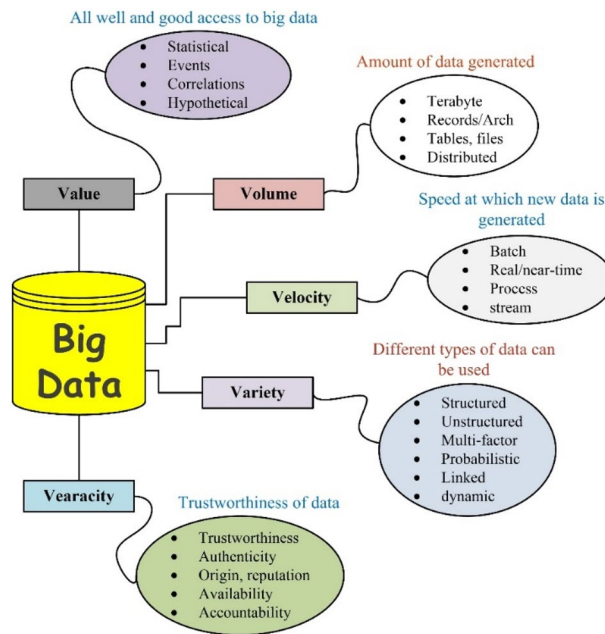 All well and good access to big data
• Statistical
• Events
• Correlations
• Hypothetical
Value
Amount of data generated
• Terabyte
• Records/Arch
• Tables, files
• Distributed
Volume
Speed at which new data is
generated
• Batch
• Real/near-time
• Process
• stream
Velocity
Big
Data
Different types of data can
be used
• Structured
• Unstructured
• Multi-factor
• Probabilistic
• Linked
• dynamic
Variety
Vearacity
Trustworthiness of data
• Trustworthiness
• Authenticity
• Origin, reputation
• Availability
• Accountability